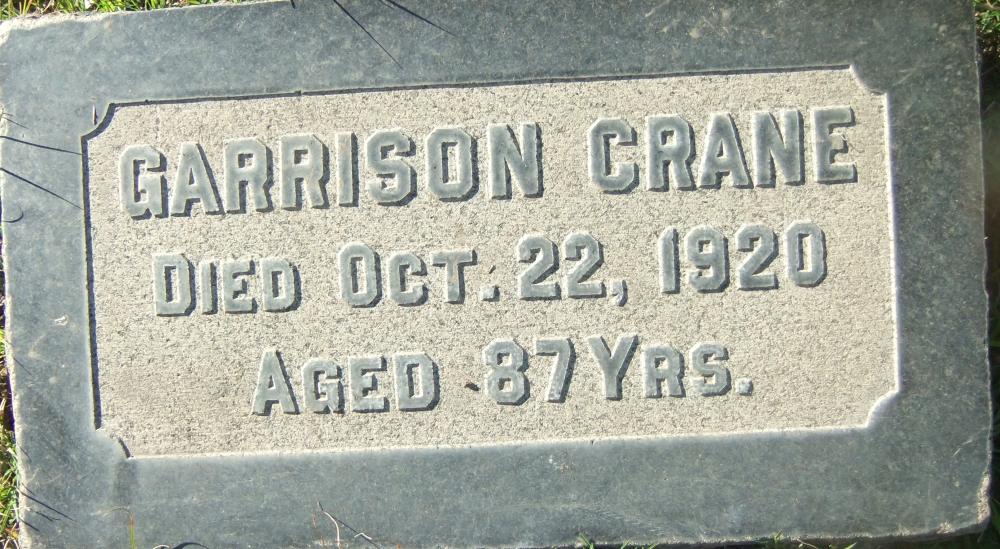 GARRISON CRANE
DIED OCT. 22, 1920
AGED 87 YRS.